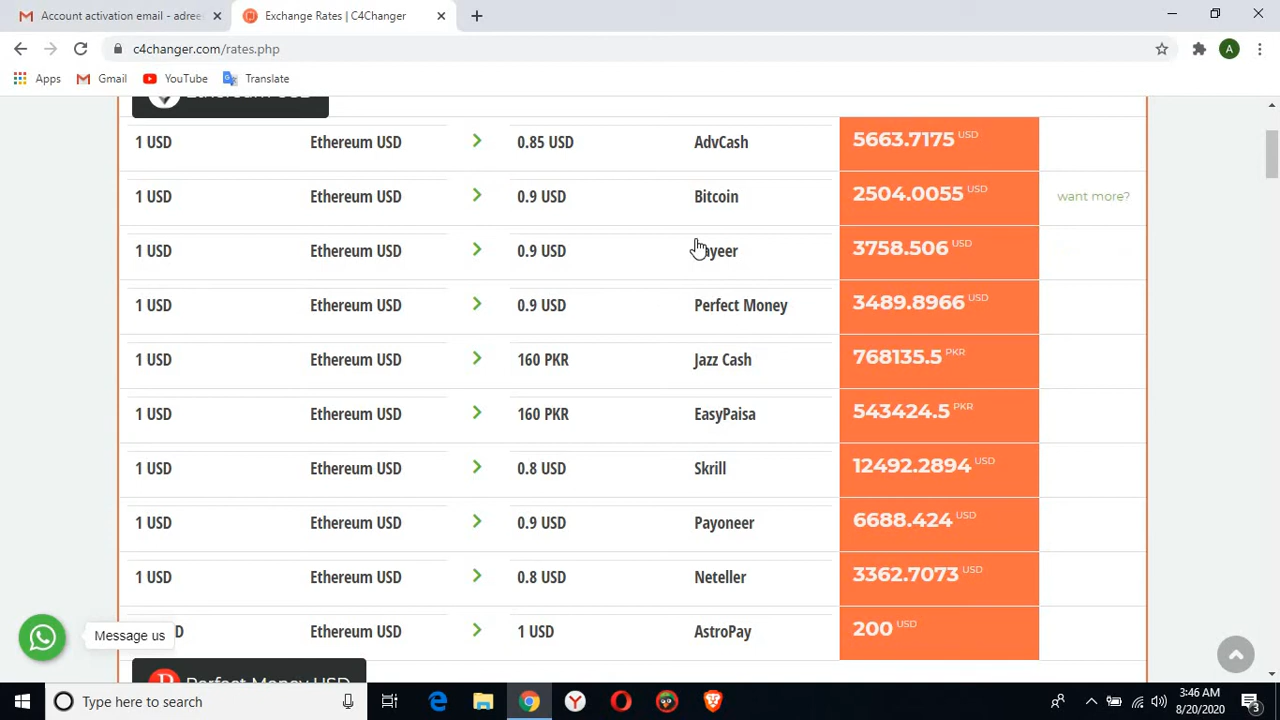 Account activation email - adree
Exchange Rates | C4Changer
c4changer.com/rates.php
A
Apps Gmail YouTube Translate
1 USD Ethereum USD > 0.85 USD AdvCash 5663.7175 USD
1 USD Ethereum USD > 0.9 USD Bitcoin 2504.0055 USD want more?
1 USD Ethereum USD > 0.9 USD ayeer 3758.506 USD
1 USD Ethereum USD > 0.9 USD Perfect Money 3489.8966 USD
1 USD Ethereum USD > 160 PKR Jazz Cash 768135.5 PKR
1 USD Ethereum USD > 160 PKR EasyPaisa 543424.5 PKR
1 USD Ethereum USD > 0.8 USD Skrill 12492.2894 USD
1 USD Ethereum USD > 0.9 USD Payoneer 6688.424 USD
1 USD Ethereum USD > 0.8 USD Neteller 3362.7073 USD
D Ethereum USD > 1 USD AstroPay 200 USD
Message us
Perfect Money USD
Type here to search
3:46 AM
8/20/2020
3